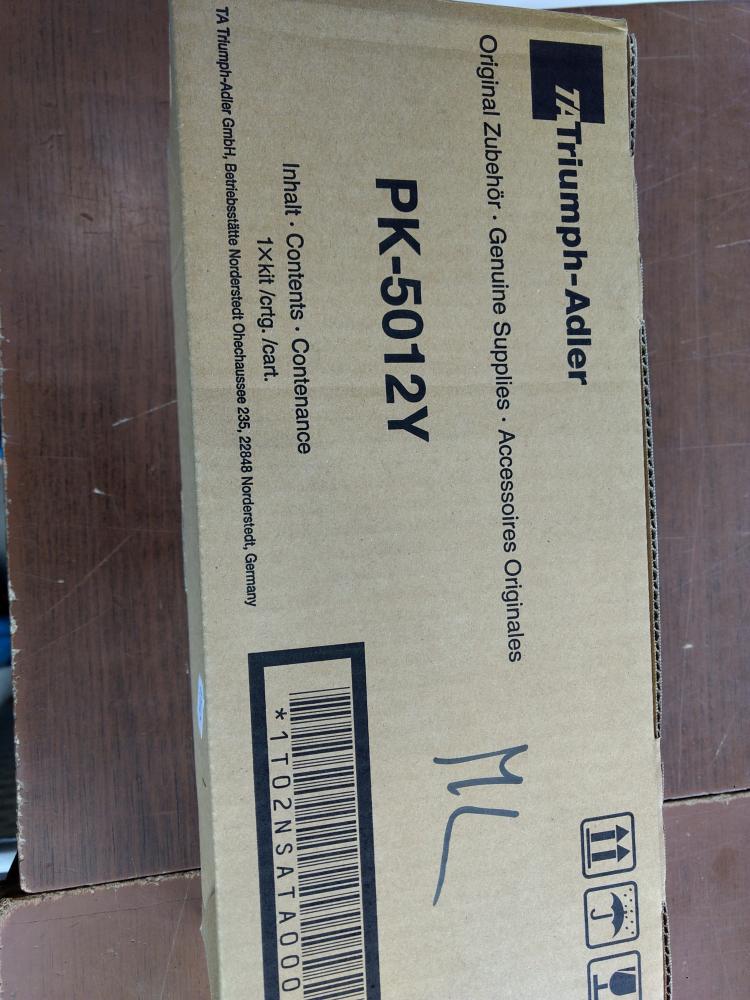 TA Triumph-Adler
Original Zubehör · Genuine Supplies · Accessoires Originales
PK-5012Y
Inhalt · Contents · Contenance
1×kit /crtg. /cart.
TA Triumph-Adler GmbH, Betriebsstätte Norderstedt Ohechaussee 235, 22848 Norderstedt, Germany
ML
*1T02NSATA000